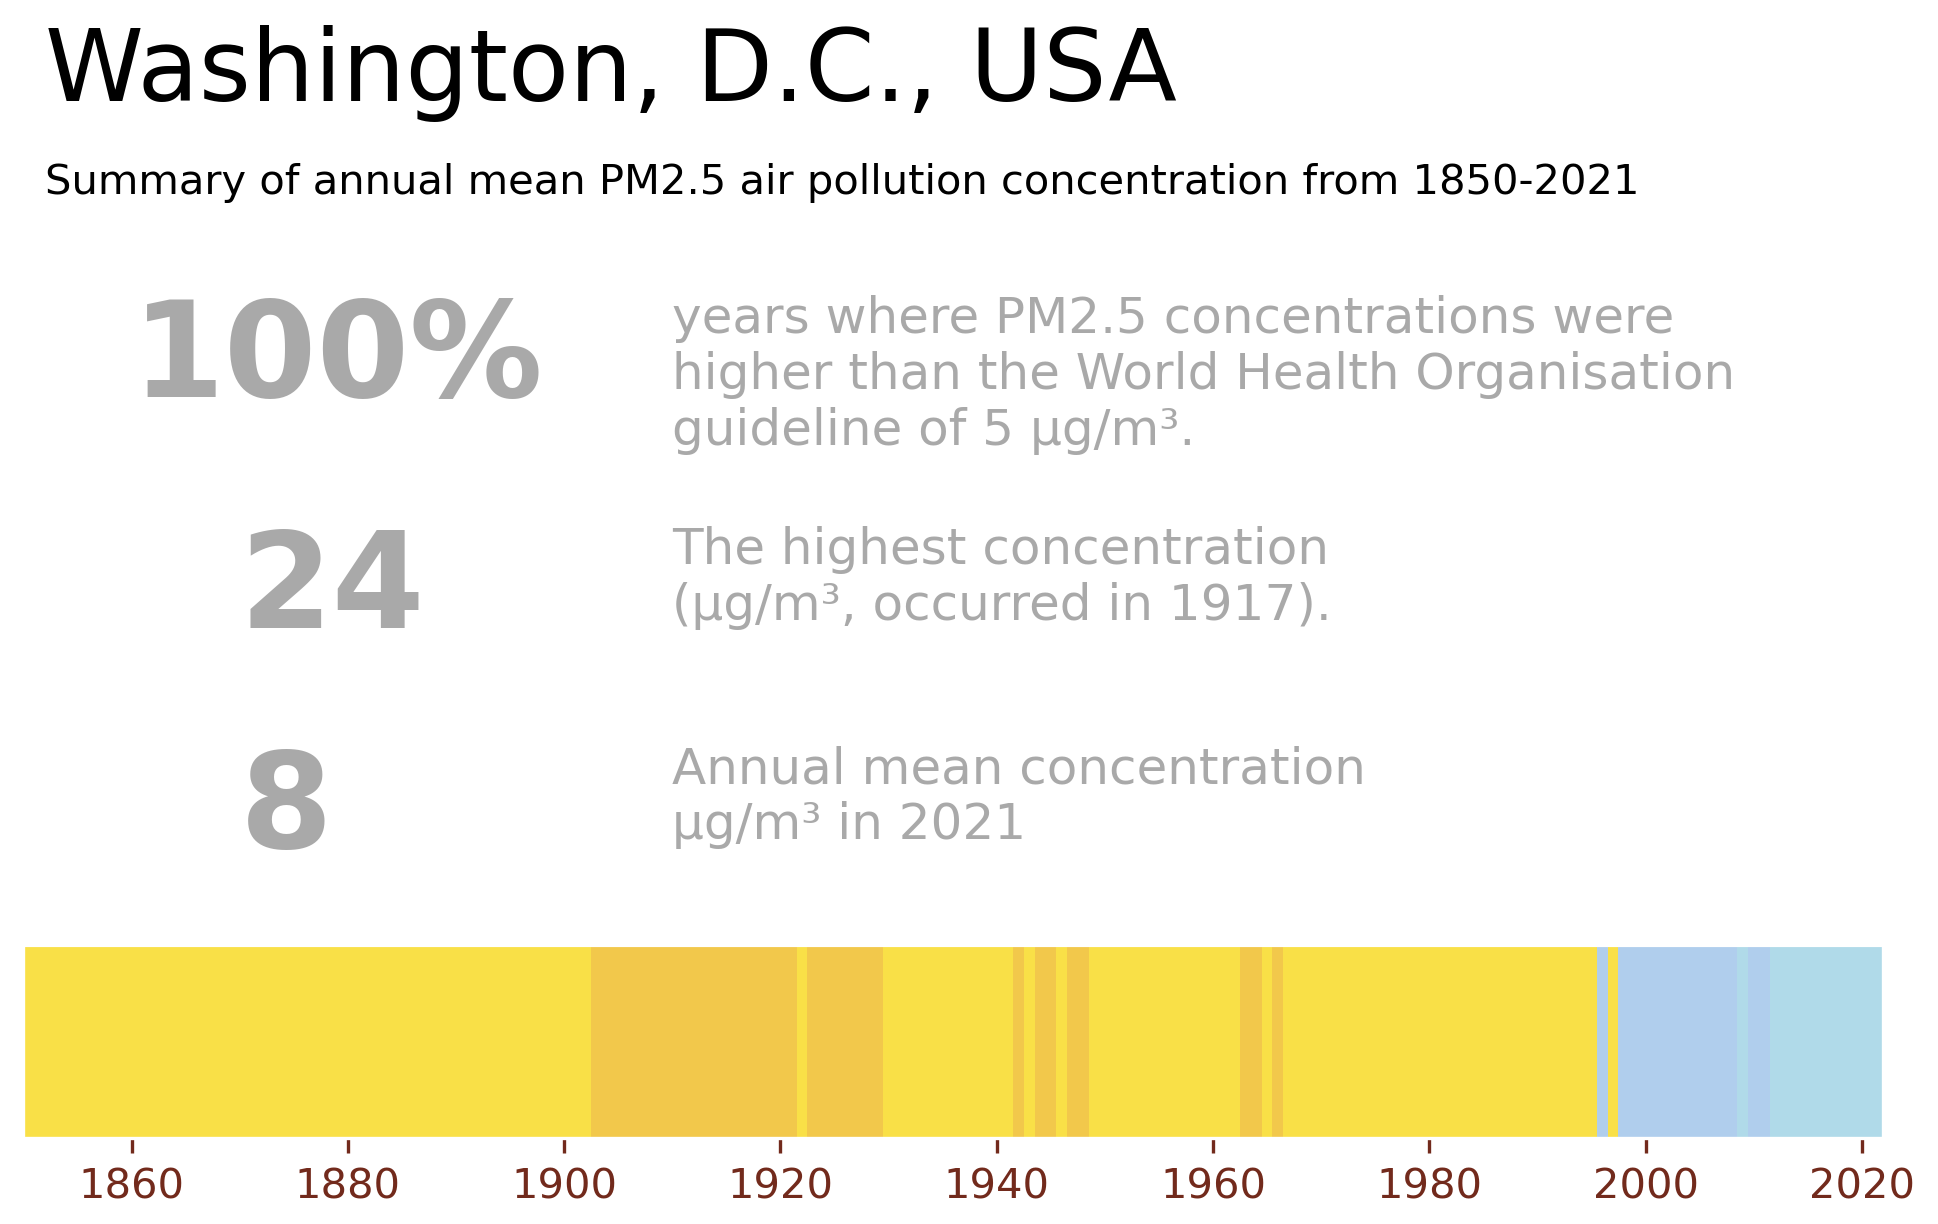 Washington, D.C., USA
Summary of annual mean PM2.5 air pollution concentration from 1850-2021
100%
years where PM2.5 concentrations were
higher than the World Health Organisation
guideline of 5 μg/m³.
24
The highest concentration
(μg/m³, occurred in 1917).
8
Annual mean concentration
μg/m³ in 2021
1860 1880 1900 1920 1940 1960 1980 2000 2020